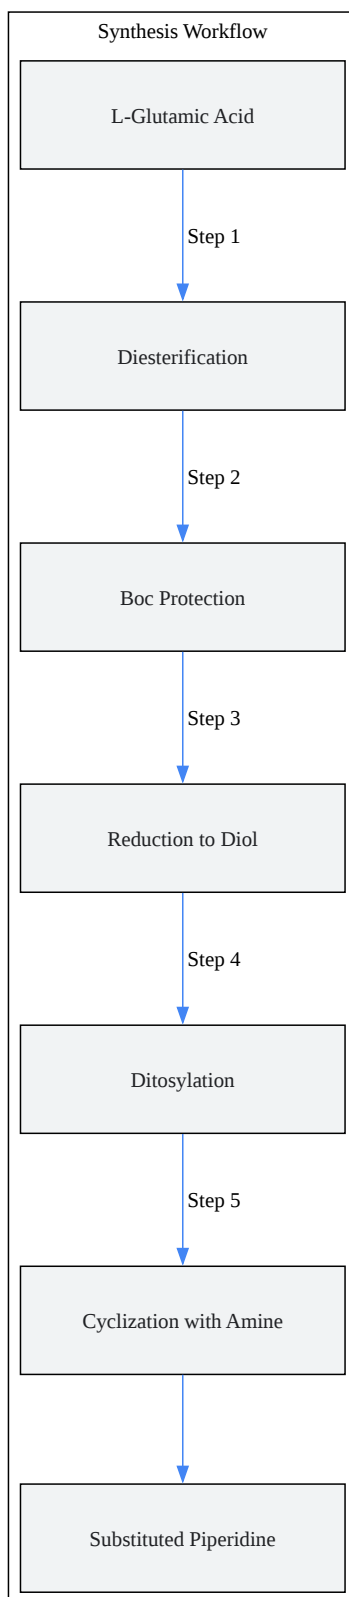 Synthesis Workflow
L-Glutamic Acid
Step 1
Diesterification
Step 2
Boc Protection
Step 3
Reduction to Diol
Step 4
Ditosylation
Step 5
Cyclization with Amine
Substituted Piperidine